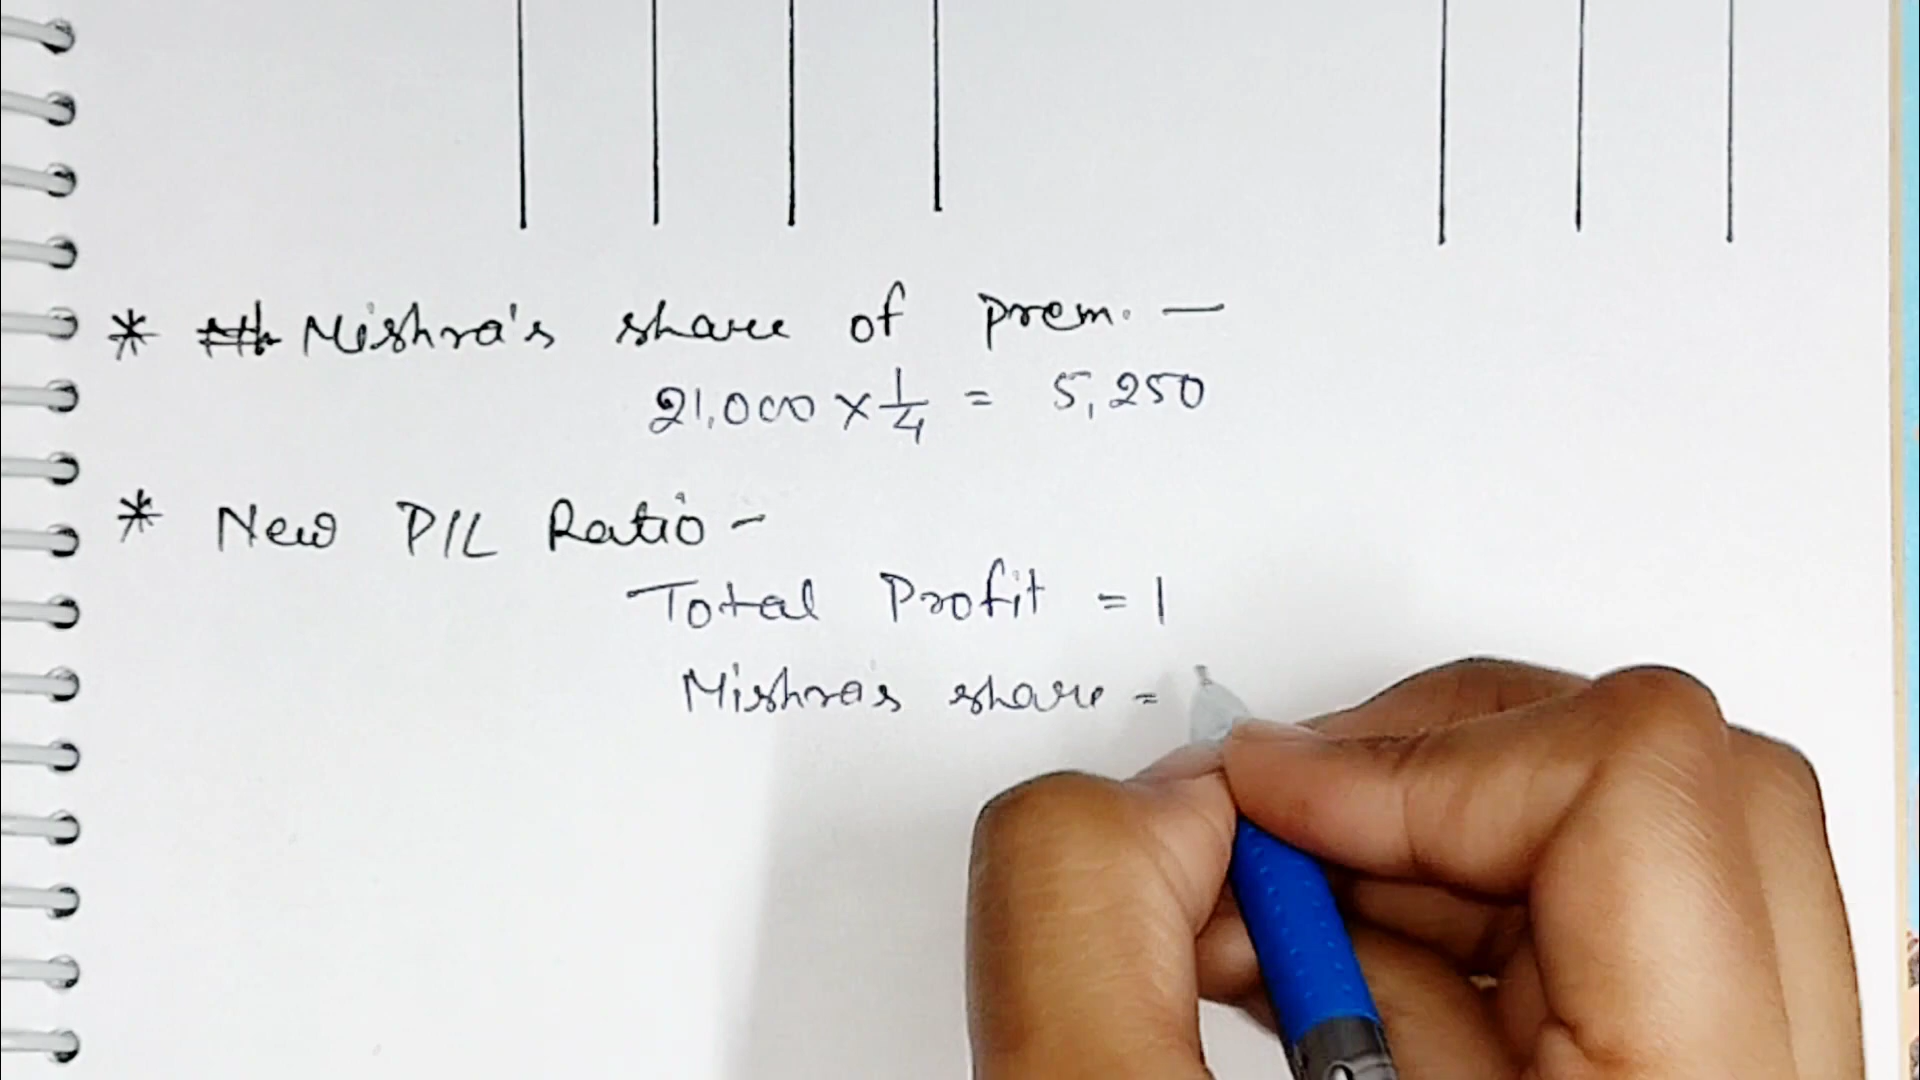 * Mishra's share of Prem. —
21,000 × 1/4 = 5,250
* New P/L Ratio -
Total Profit = 1
Mishra's share =